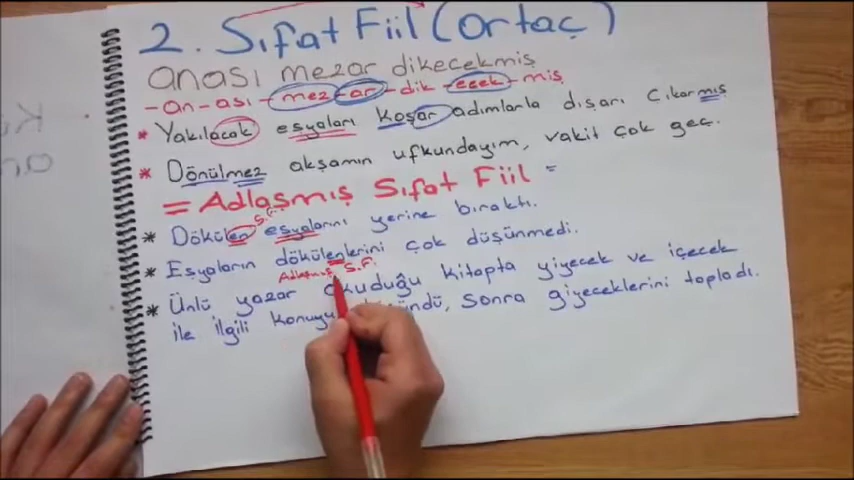 2. Sıfat Fiil (Ortaç)
anası mezar dikecekmiş
-an-ası-mez-ar-dik-ecek-miş
* Yakılacak eşyaları koşar adımlarla dışarı çıkarmış
* Dönülmez akşamın ufkundayım, vakit çok geç.
= Adlaşmış Sıfat Fiil =
S.F.
* Dökülen eşyalarını yerine bıraktı.
* Eşyaların dökülenlerini çok düşünmedi.
Adlaşmış S.F.
* Ünlü yazar okuduğu kitapta yiyecek ve içecek
ile ilgili konuyu, sonra giyeceklerini topladı.